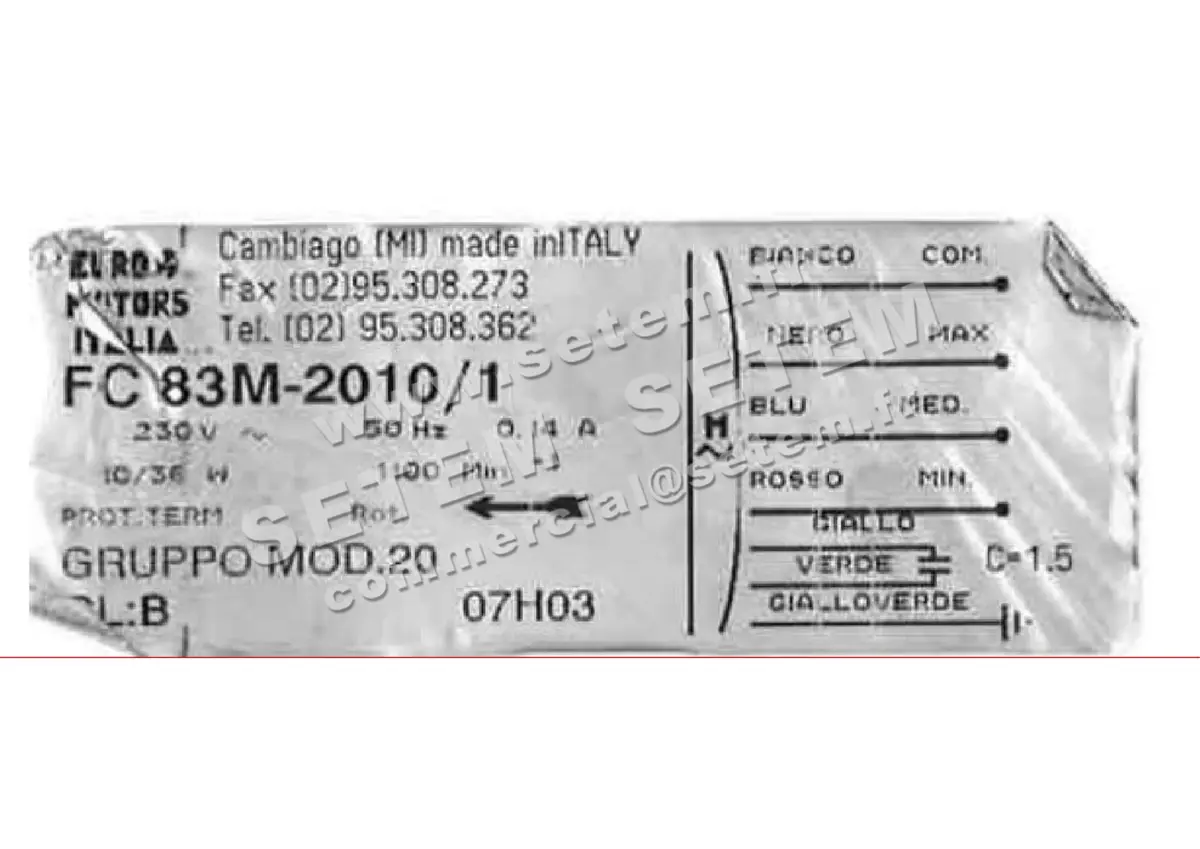 EURO
MOTORS
ITALIA
Cambiago (MI) made inITALY
Fax (02)95.308.273
Tel. (02) 95.308.362
FC 83M-2010/1
230V ~ 50 Hz 0.14 A
10/36 W 1100 Min -1
PROT.TERM Rot.
GRUPPO MOD.20
CL:B 07H03
M
~
BIANCO COM.
NERO MAX
BLU MED.
ROSSO MIN.
GIALLO
VERDE C=1.5
GIALLOVERDE
www.setem.fr
SETEM SETEM
commercial@setem.fr